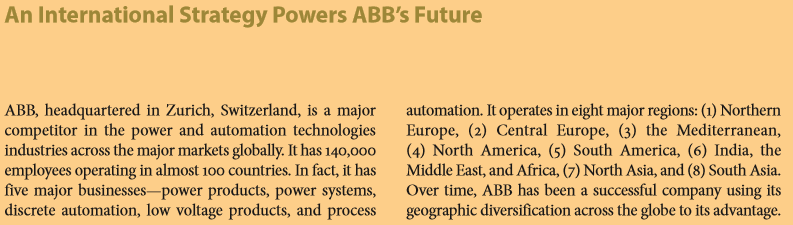 An International Strategy Powers ABB's Future
ABB, headquartered in Zurich, Switzerland, is a major
competitor in the power and automation technologies
industries across the major markets globally. It has 140,000
employees operating in almost 100 countries. In fact, it has
five major businesses—power products, power systems,
discrete automation, low voltage products, and process
automation. It operates in eight major regions: (1) Northern
Europe, (2) Central Europe, (3) the Mediterranean,
(4) North America, (5) South America, (6) India, the
Middle East, and Africa, (7) North Asia, and (8) South Asia.
Over time, ABB has been a successful company using its
geographic diversification across the globe to its advantage.